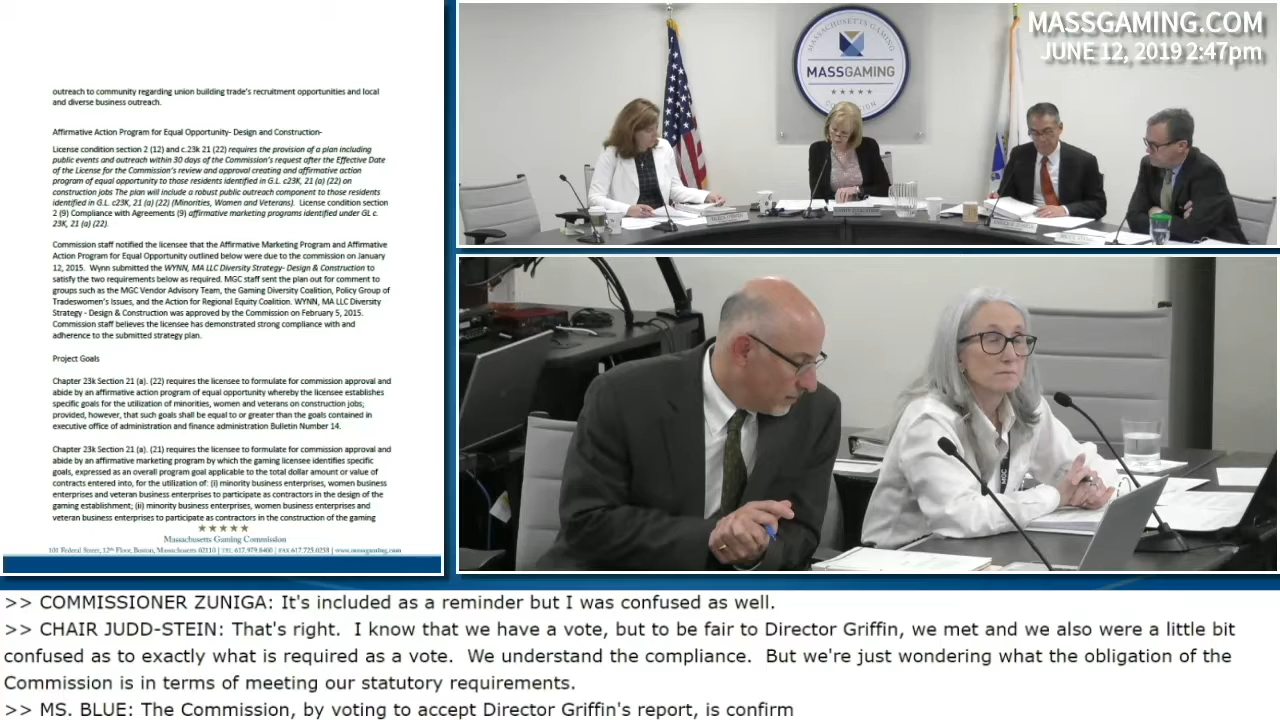 outreach to community regarding union building trade's recruitment opportunities and local
and diverse business outreach.
Affirmative Action Program for Equal Opportunity- Design and Construction-
License condition section 2 (12) and c.23k 21 (22) requires the provision of a plan including
public events and outreach within 30 days of the Commission's request after the Effective Date
of the License for the Commission's review and approval creating and affirmative action
program of equal opportunity to those residents identified in G.L. c23K, 21 (a) (22) on
construction jobs The plan will include a robust public outreach component to those residents
identified in G.L. c23K, 21 (a) (22) (Minorities, Women and Veterans). License condition section
2 (9) Compliance with Agreements (9) affirmative marketing programs identified under GL c.
23K, 21 (a) (22).
Commission staff notified the licensee that the Affirmative Marketing Program and Affirmative
Action Program for Equal Opportunity outlined below were due to the commission on January
12, 2015. Wynn submitted the WYNN, MA LLC Diversity Strategy- Design & Construction to
satisfy the two requirements below as required. MGC staff sent the plan out for comment to
groups such as the MGC Vendor Advisory Team, the Gaming Diversity Coalition, Policy Group of
Tradeswomen's Issues, and the Action for Regional Equity Coalition. WYNN, MA LLC Diversity
Strategy - Design & Construction was approved by the Commission on February 5, 2015.
Commission staff believes the licensee has demonstrated strong compliance with and
adherence to the submitted strategy plan.
Project Goals
Chapter 23k Section 21 (a). (22) requires the licensee to formulate for commission approval and
abide by an affirmative action program of equal opportunity whereby the licensee establishes
specific goals for the utilization of minorities, women and veterans on construction jobs;
provided, however, that such goals shall be equal to or greater than the goals contained in
executive office of administration and finance administration Bulletin Number 14.
Chapter 23k Section 21 (a). (21) requires the licensee to formulate for commission approval and
abide by an affirmative marketing program by which the gaming licensee identifies specific
goals, expressed as an overall program goal applicable to the total dollar amount or value of
contracts entered into, for the utilization of: (i) minority business enterprises, women business
enterprises and veteran business enterprises to participate as contractors in the design of the
gaming establishment; (ii) minority business enterprises, women business enterprises and
veteran business enterprises to participate as contractors in the construction of the gaming
★★★★★
Massachusetts Gaming Commission
101 Federal Street, 12th Floor, Boston, Massachusetts 02110 | TEL 617.979.8400 | FAX 617.725.0258 | www.massgaming.com
MASSACHUSETTS GAMING
MASSGAMING
COMMISSION
MASSGAMING.COM
JUNE 12, 2019 2:47pm
MGC
>> COMMISSIONER ZUNIGA: It's included as a reminder but I was confused as well.
>> CHAIR JUDD-STEIN: That's right. I know that we have a vote, but to be fair to Director Griffin, we met and we also were a little bit
confused as to exactly what is required as a vote. We understand the compliance. But we're just wondering what the obligation of the
Commission is in terms of meeting our statutory requirements.
>> MS. BLUE: The Commission, by voting to accept Director Griffin's report, is confirm